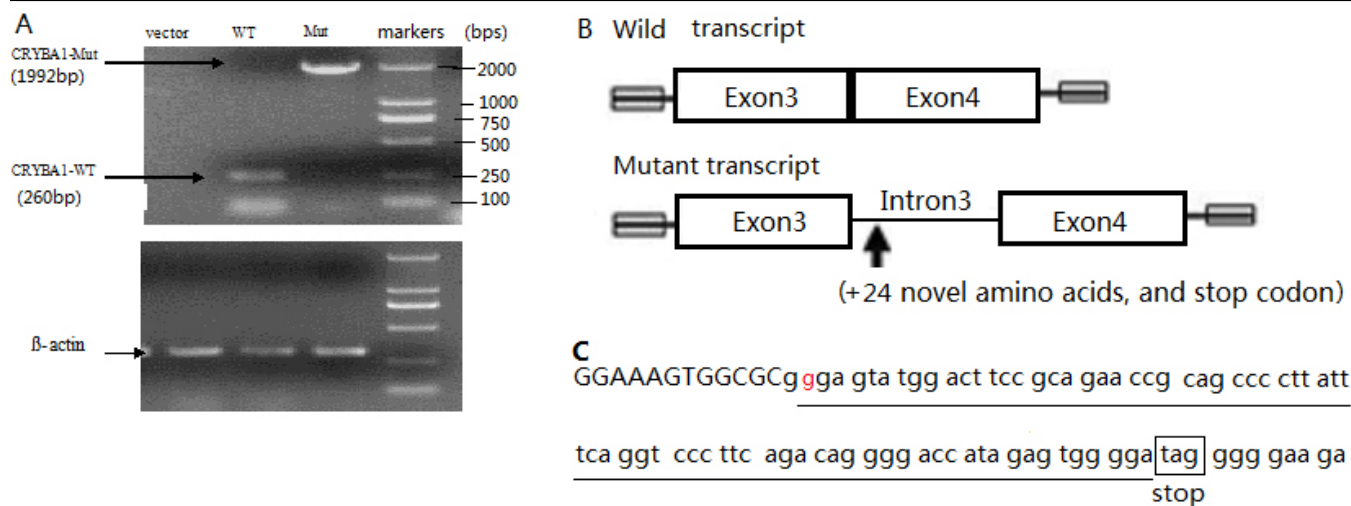 A
vector WT Mut markers (bps)
CRYBA1-Mut
(1992bp)
2000
1000
750
500
CRYBA1-WT
(260bp)
250
100
ß-actin
B Wild transcript
Exon3 Exon4
Mutant transcript
Exon3 Intron3 Exon4
(+24 novel amino acids, and stop codon)
C
GGAAAGTGGCGCg gga gta tgg act tcc gca gaa ccg cag ccc ctt att
tca ggt ccc ttc aga cag ggg acc ata gag tgg gga tag ggg gaa ga
stop